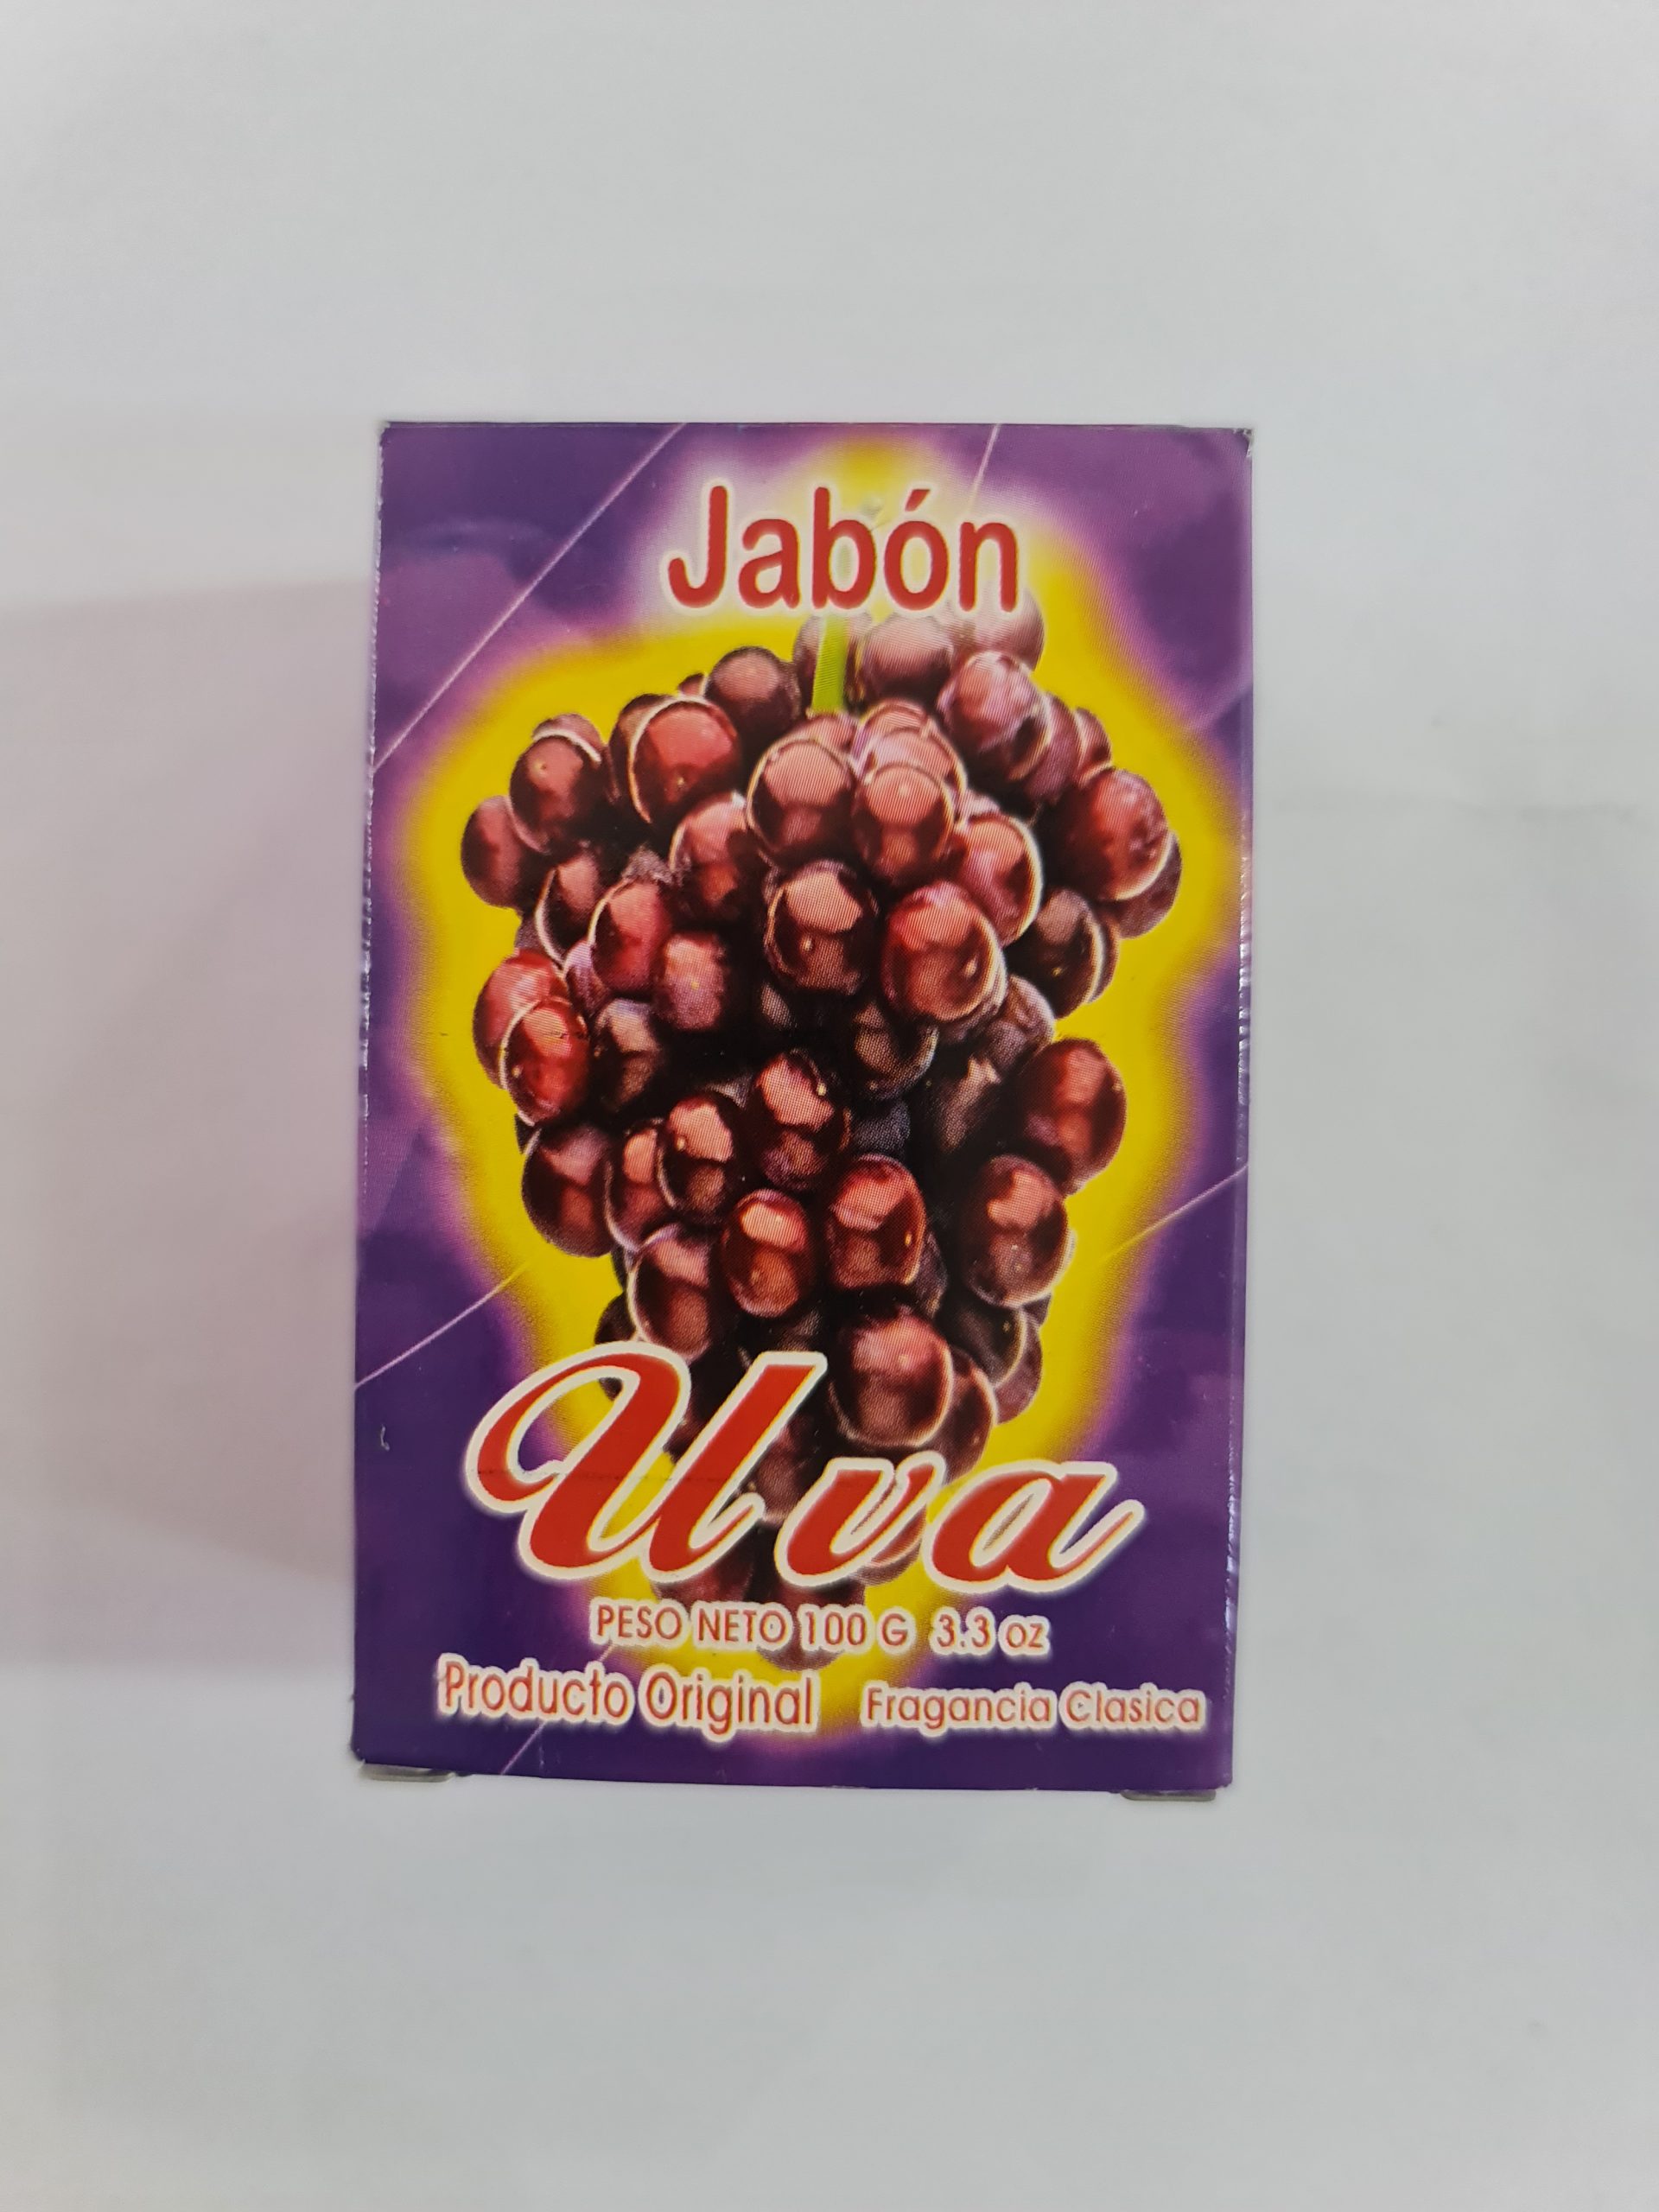 Jabón
Uva
PESO NETO 100 G 3.3 oz
Producto Original Fragancia Clasica